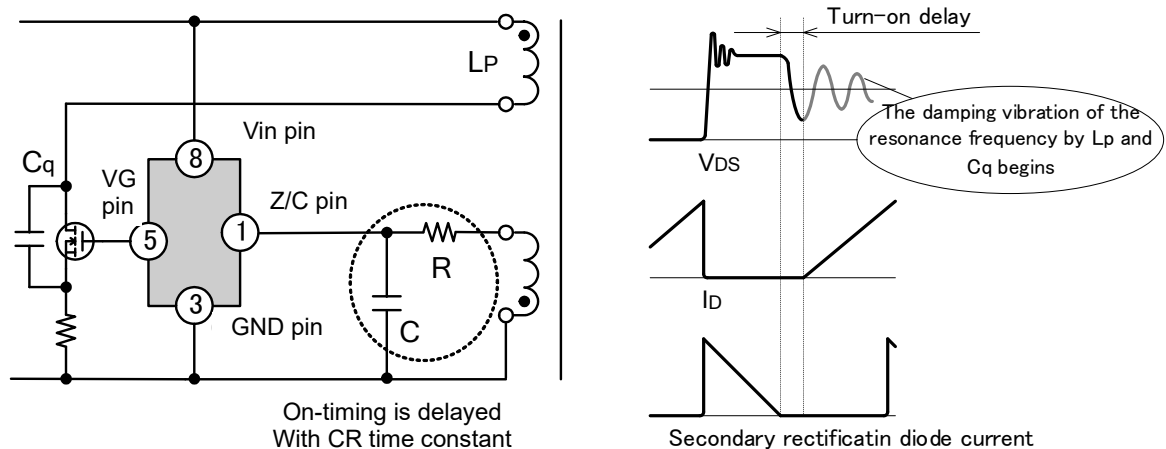 LP
Vin pin
8
Cq
VG
pin
Z/C pin
5
1
R
3
GND pin
C
On-timing is delayed
With CR time constant
Turn-on delay
The damping vibration of the
resonance frequency by Lp and
Cq begins
VDS
ID
Secondary rectificatin diode current